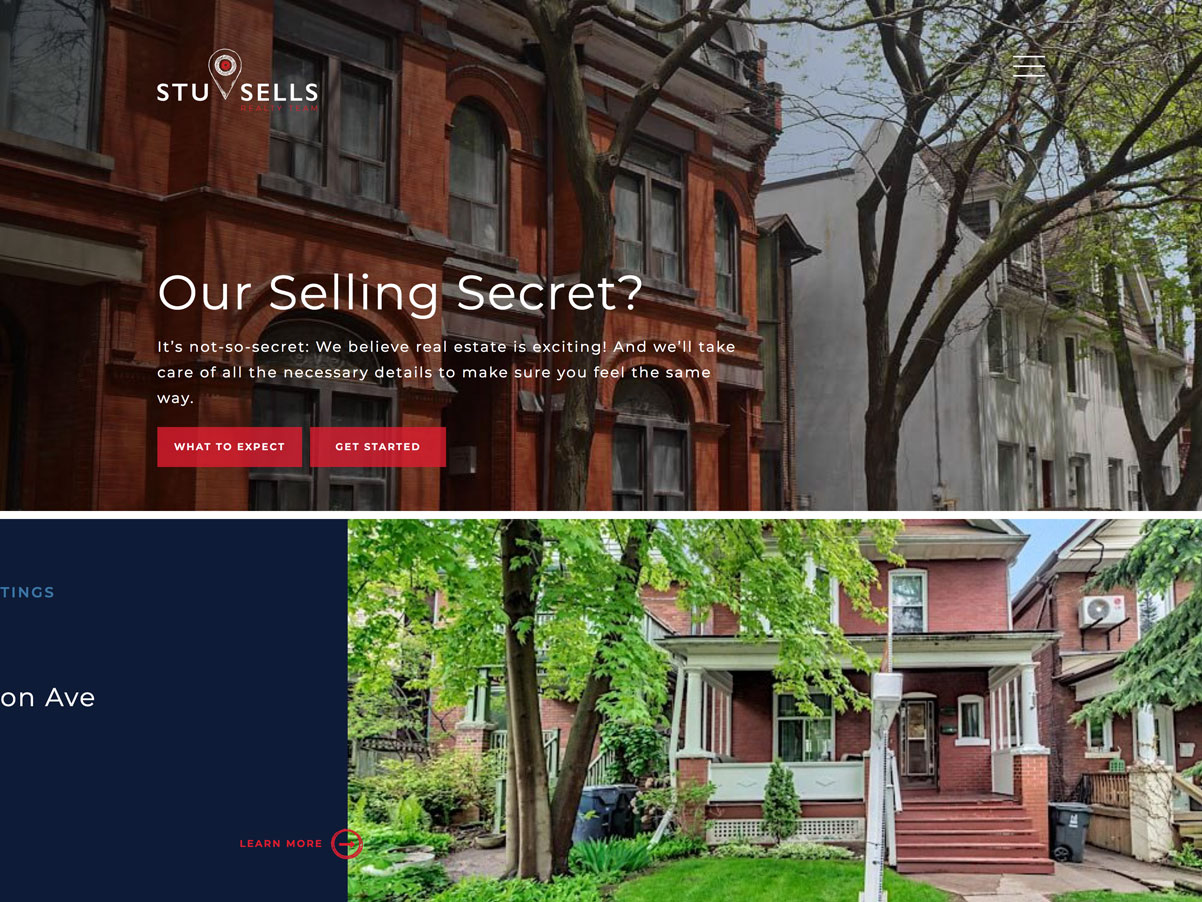 STU SELLS
REALTY TEAM
Our Selling Secret?
It's not-so-secret: We believe real estate is exciting! And we'll take
care of all the necessary details to make sure you feel the same
way.
WHAT TO EXPECT
GET STARTED
TINGS
on Ave
LEARN MORE